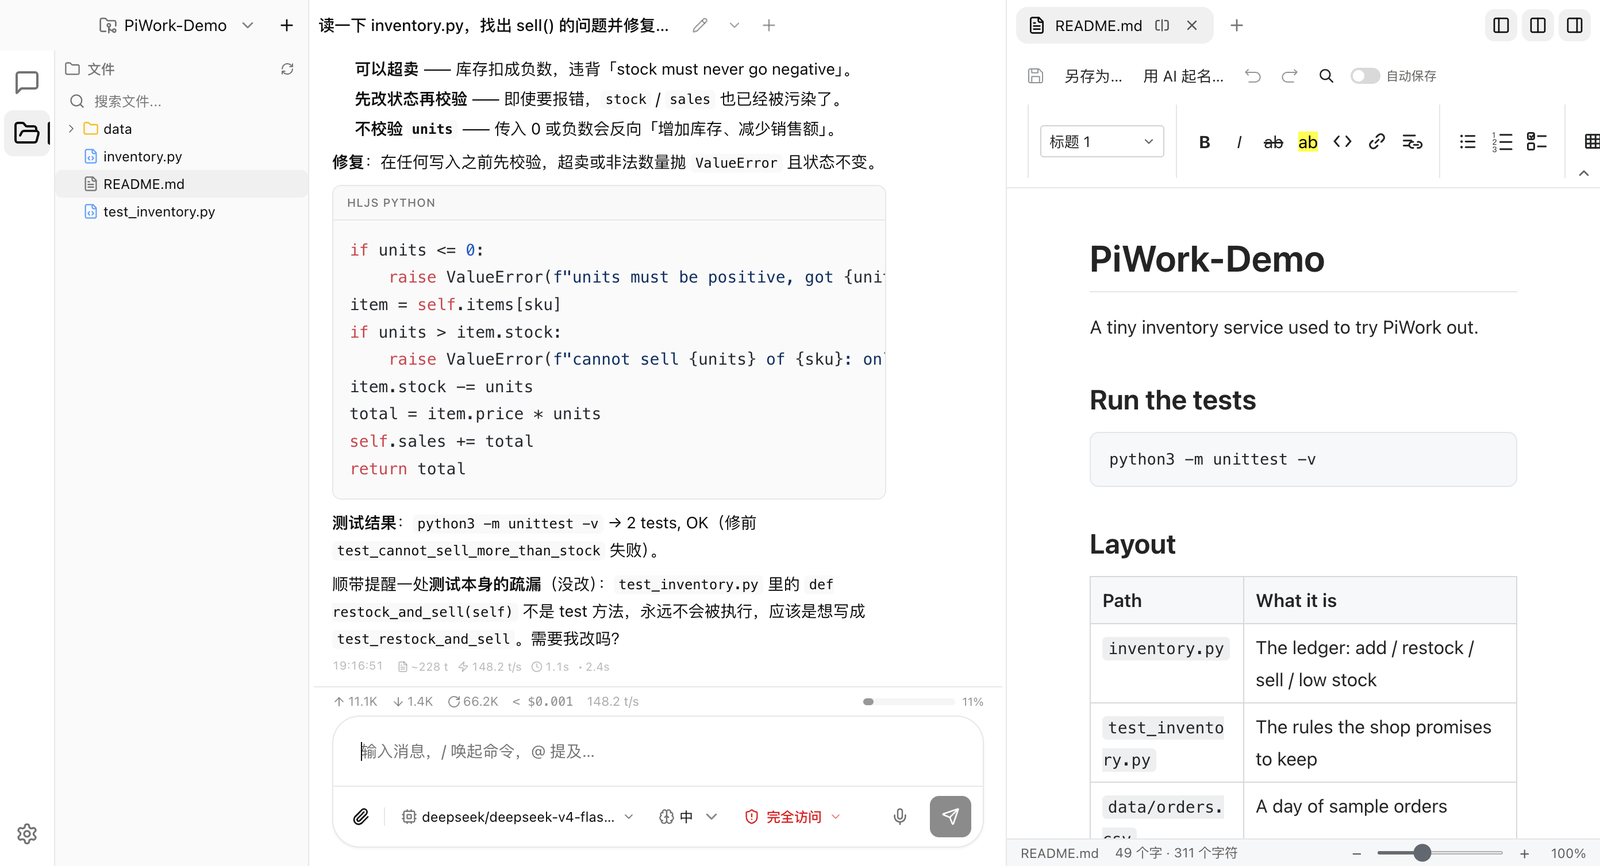 PiWork-Demo
文件
搜索文件...
data
inventory.py
README.md
test_inventory.py
读一下 inventory.py，找出 sell() 的问题并修复...
可以超卖 —— 库存扣成负数，违背「stock must never go negative」。
先改状态再校验 —— 即使要报错， stock / sales 也已经被污染了。
不校验 units —— 传入 0 或负数会反向「增加库存、减少销售额」。
修复：在任何写入之前先校验，超卖或非法数量抛 ValueError 且状态不变。
HLJS PYTHON
if units <= 0:
raise ValueError(f"units must be positive, got {uni
item = self.items[sku]
if units > item.stock:
raise ValueError(f"cannot sell {units} of {sku}: on
item.stock -= units
total = item.price * units
self.sales += total
return total
测试结果： python3 -m unittest -v → 2 tests, OK（修前
test_cannot_sell_more_than_stock 失败）。
顺带提醒一处测试本身的疏漏（没改）： test_inventory.py 里的 def
restock_and_sell(self) 不是 test 方法，永远不会被执行，应该是想写成
test_restock_and_sell 。需要我改吗？
19:16:51 ~228 t 148.2 t/s 1.1s · 2.4s
↑ 11.1K ↓ 1.4K 66.2K < $0.001 148.2 t/s 11%
输入消息，/ 唤起命令，@ 提及...
deepseek/deepseek-v4-flas... 中 完全访问
README.md
另存为... 用 AI 起名... 自动保存
标题 1 B I ab ab
PiWork-Demo
A tiny inventory service used to try PiWork out.
Run the tests
python3 -m unittest -v
Layout
Path What it is
inventory.py The ledger: add / restock /
sell / low stock
test_invento The rules the shop promises
ry.py to keep
data/orders. A day of sample orders
csv
README.md 49 个字 · 311 个字符 − + 100%